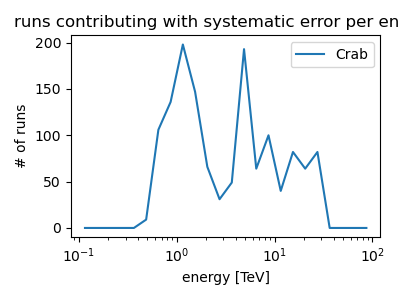 runs contributing with systematic error per en
200
150
100
50
0
# of runs
Crab
10⁻¹ 10⁰ 10¹ 10²
energy [TeV]